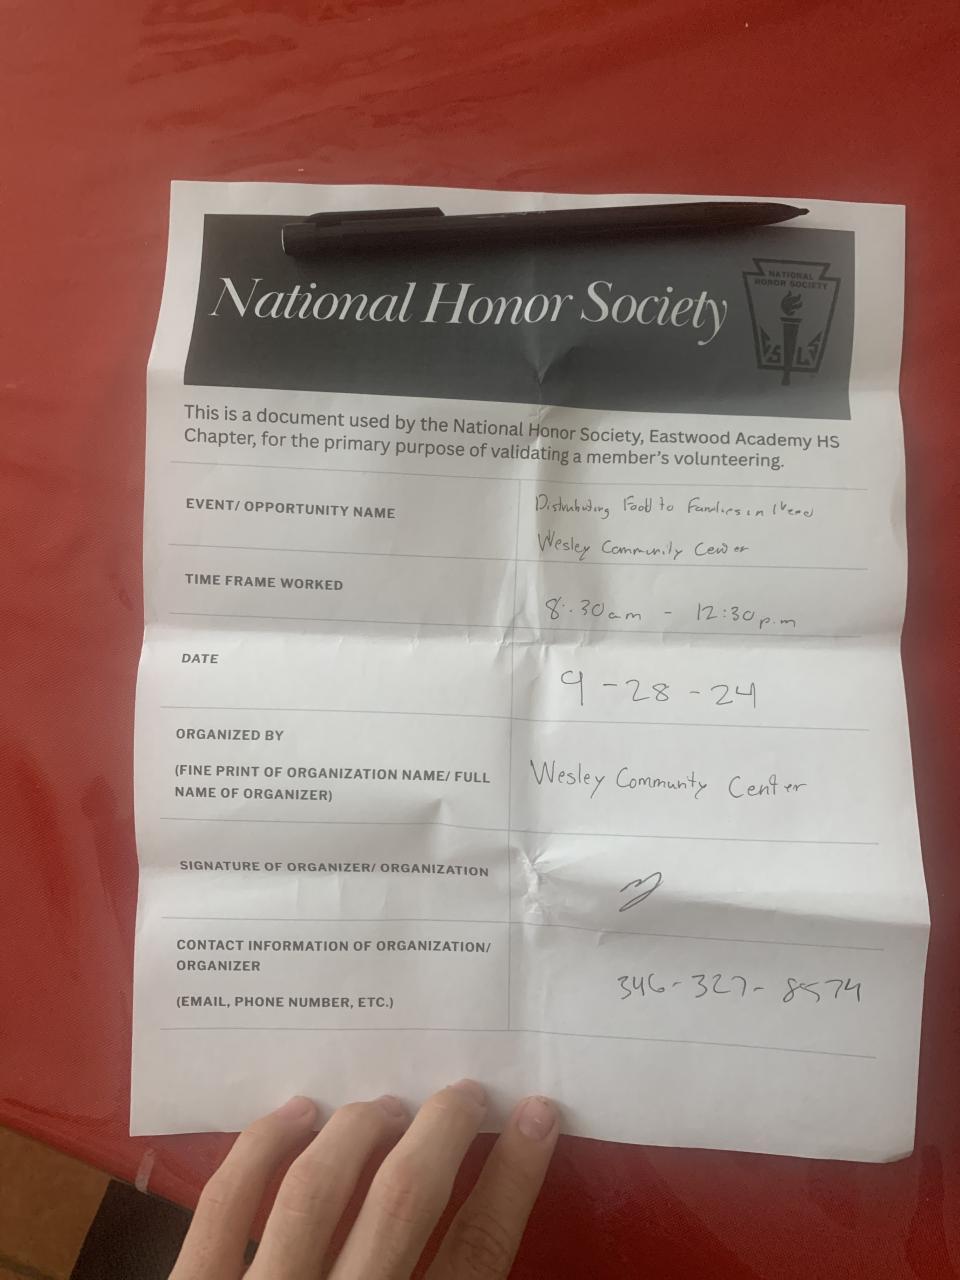 National Honor Society
NATIONAL
HONOR SOCIETY
This is a document used by the National Honor Society, Eastwood Academy HS
Chapter, for the primary purpose of validating a member's volunteering.
EVENT/ OPPORTUNITY NAME
Distributing Food to Families in
Wesley Community Center
TIME FRAME WORKED
8:30am - 12:30p.m
DATE
9-28-24
ORGANIZED BY
(FINE PRINT OF ORGANIZATION NAME/ FULL
NAME OF ORGANIZER)
Wesley Community Center
SIGNATURE OF ORGANIZER/ ORGANIZATION
CONTACT INFORMATION OF ORGANIZATION/
ORGANIZER
(EMAIL, PHONE NUMBER, ETC.)
346-327-8574